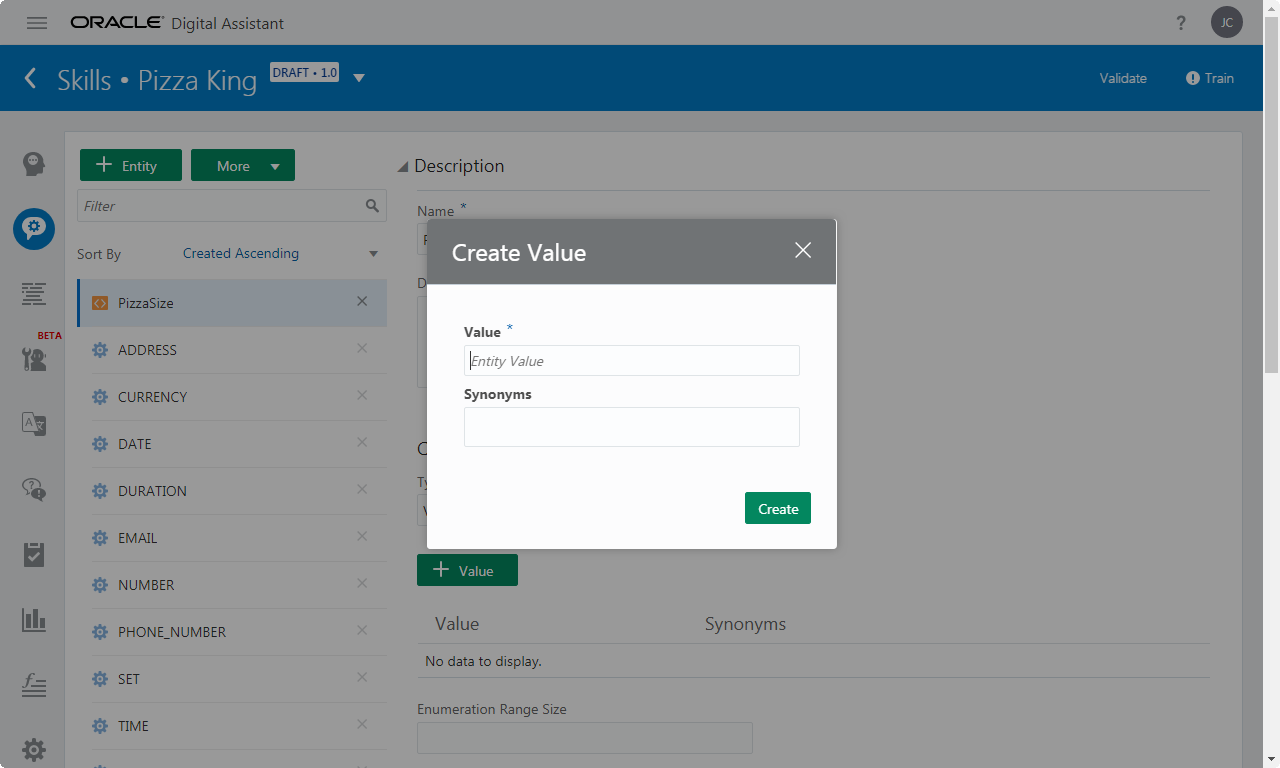 ORACLE® Digital Assistant
? JC
Skills • Pizza King DRAFT • 1.0
Validate
Train
Entity
More
Filter
Sort By Created Ascending
PizzaSize
BETA
ADDRESS
CURRENCY
DATE
DURATION
EMAIL
NUMBER
PHONE_NUMBER
SET
TIME
Description
Name *
Create Value
Value *
Entity Value
Synonyms
Create
Value
Value Synonyms
No data to display.
Enumeration Range Size